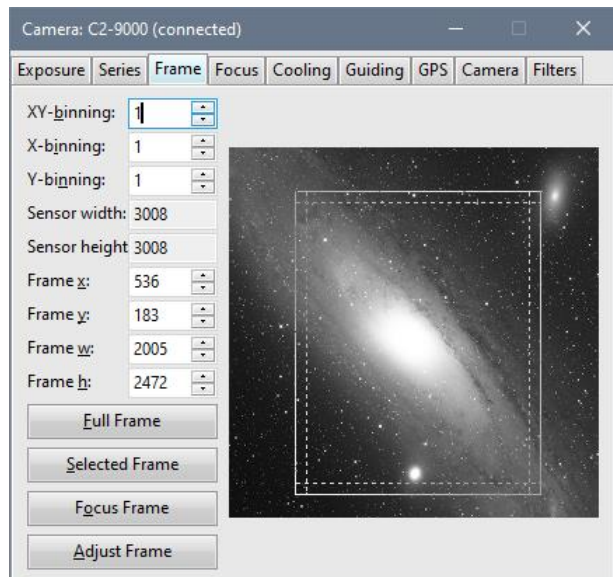 Camera: C2-9000 (connected)
Exposure Series Frame Focus Cooling Guiding GPS Camera Filters
XY-binning: 1
X-binning: 1
Y-binning: 1
Sensor width: 3008
Sensor height 3008
Frame x: 536
Frame y: 183
Frame w: 2005
Frame h: 2472
Full Frame
Selected Frame
Focus Frame
Adjust Frame